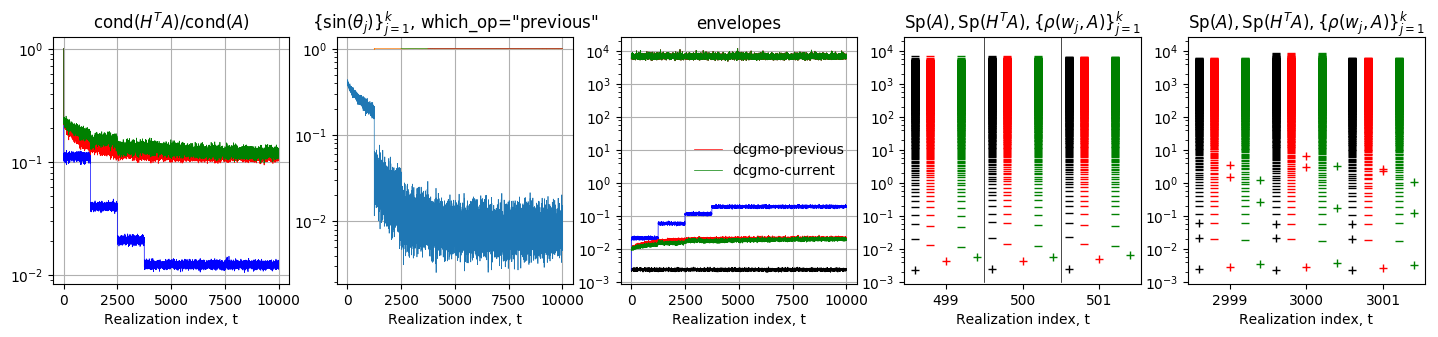 cond(H^T A)/cond(A)
10^0
10^{-1}
10^{-2}
0 2500 5000 7500 10000
Realization index, t
{sin(θ_j)}_{j=1}^k, which_op="previous"
10^0
10^{-1}
10^{-2}
0 2500 5000 7500 10000
Realization index, t
envelopes
10^4
10^3
10^2
10^1
10^0
10^{-1}
10^{-2}
10^{-3}
dcgmo-previous
dcgmo-current
0 2500 5000 7500 10000
Realization index, t
Sp(A), Sp(H^T A), {ρ(w_j, A)}_{j=1}^k
10^4
10^3
10^2
10^1
10^0
10^{-1}
10^{-2}
10^{-3}
499 500 501
Realization index, t
Sp(A), Sp(H^T A), {ρ(w_j, A)}_{j=1}^k
10^4
10^3
10^2
10^1
10^0
10^{-1}
10^{-2}
10^{-3}
2999 3000 3001
Realization index, t